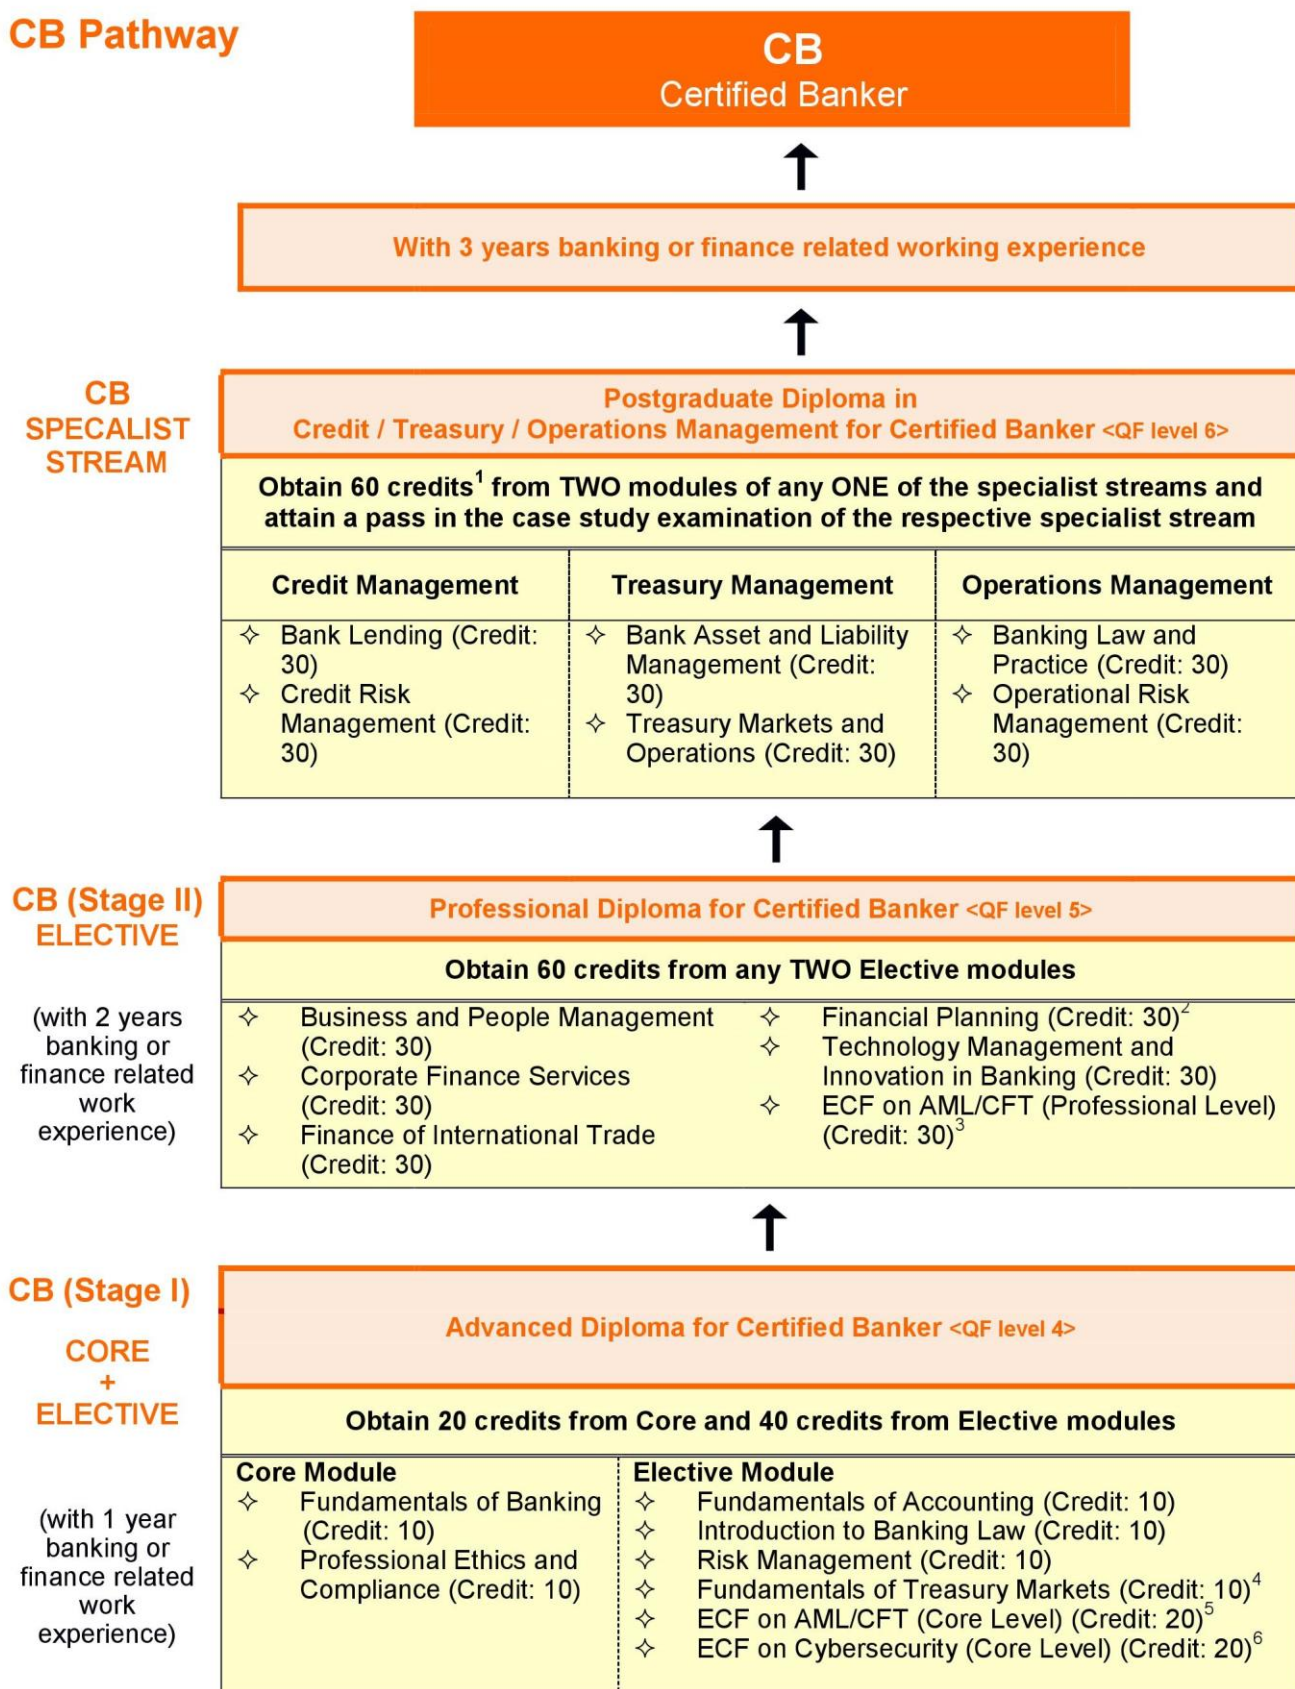 CB Pathway
CB
Certified Banker
With 3 years banking or finance related working experience
CB
SPECALIST
STREAM
Postgraduate Diploma in
Credit / Treasury / Operations Management for Certified Banker <QF level 6>
Obtain 60 credits¹ from TWO modules of any ONE of the specialist streams and
attain a pass in the case study examination of the respective specialist stream
Credit Management
✧ Bank Lending (Credit:
30)
✧ Credit Risk
Management (Credit:
30)
Treasury Management
✧ Bank Asset and Liability
Management (Credit:
30)
✧ Treasury Markets and
Operations (Credit: 30)
Operations Management
✧ Banking Law and
Practice (Credit: 30)
✧ Operational Risk
Management (Credit:
30)
CB (Stage II)
ELECTIVE
(with 2 years
banking or
finance related
work
experience)
Professional Diploma for Certified Banker <QF level 5>
Obtain 60 credits from any TWO Elective modules
✧ Business and People Management
(Credit: 30)
✧ Corporate Finance Services
(Credit: 30)
✧ Finance of International Trade
(Credit: 30)
✧ Financial Planning (Credit: 30)²
✧ Technology Management and
Innovation in Banking (Credit: 30)
✧ ECF on AML/CFT (Professional Level)
(Credit: 30)³
CB (Stage I)
CORE
+
ELECTIVE
(with 1 year
banking or
finance related
work
experience)
Advanced Diploma for Certified Banker <QF level 4>
Obtain 20 credits from Core and 40 credits from Elective modules
Core Module
✧ Fundamentals of Banking
(Credit: 10)
✧ Professional Ethics and
Compliance (Credit: 10)
Elective Module
✧ Fundamentals of Accounting (Credit: 10)
✧ Introduction to Banking Law (Credit: 10)
✧ Risk Management (Credit: 10)
✧ Fundamentals of Treasury Markets (Credit: 10)⁴
✧ ECF on AML/CFT (Core Level) (Credit: 20)⁵
✧ ECF on Cybersecurity (Core Level) (Credit: 20)⁶